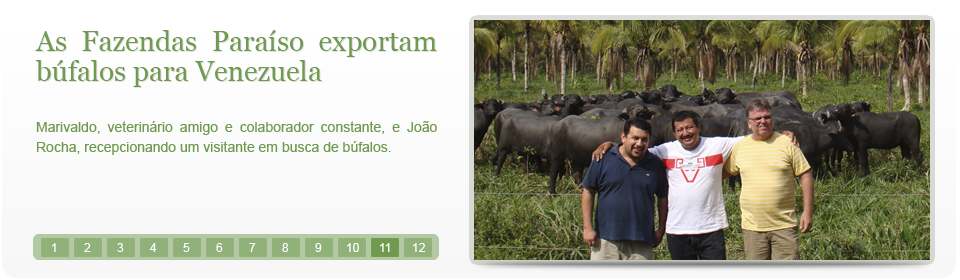 As Fazendas Paraíso exportam
búfalos para Venezuela
Marivaldo, veterinário amigo e colaborador constante, e João
Rocha, recepcionando um visitante em busca de búfalos.
1 2 3 4 5 6 7 8 9 10 11 12